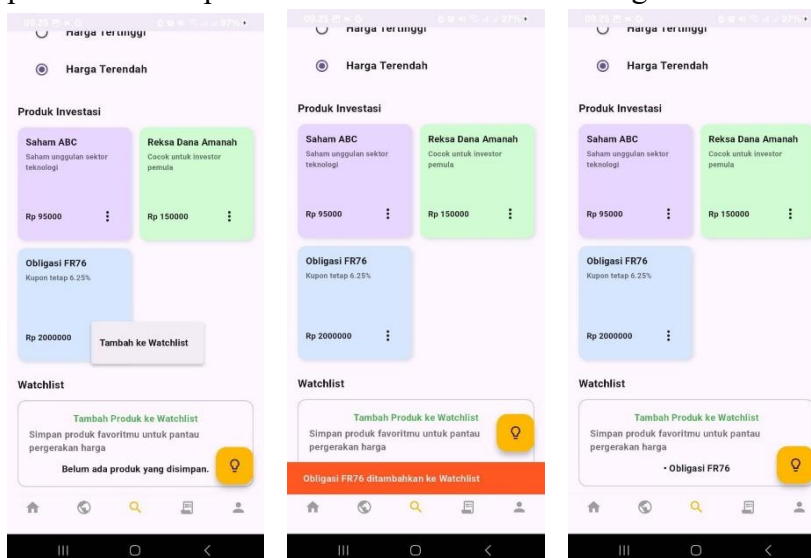 Harga Tertinggi
Harga Terendah
Produk Investasi
Saham ABC
Saham unggulan sektor
teknologi
Rp 95000
Reksa Dana Amanah
Cocok untuk investor
pemula
Rp 150000
Obligasi FR76
Kupon tetap 6.25%
Rp 2000000
Tambah ke Watchlist
Watchlist
Tambah Produk ke Watchlist
Simpan produk favoritmu untuk pantau
pergerakan harga
Belum ada produk yang disimpan.
09.25
Harga Tertinggi
Harga Terendah
Produk Investasi
Saham ABC
Saham unggulan sektor
teknologi
Rp 95000
Reksa Dana Amanah
Cocok untuk investor
pemula
Rp 150000
Obligasi FR76
Kupon tetap 6.25%
Rp 2000000
Watchlist
Tambah Produk ke Watchlist
Simpan produk favoritmu untuk pantau
pergerakan harga
Obligasi FR76 ditambahkan ke Watchlist
Harga Tertinggi
Harga Terendah
Produk Investasi
Saham ABC
Saham unggulan sektor
teknologi
Rp 95000
Reksa Dana Amanah
Cocok untuk investor
pemula
Rp 150000
Obligasi FR76
Kupon tetap 6.25%
Rp 2000000
Watchlist
Tambah Produk ke Watchlist
Simpan produk favoritmu untuk pantau
pergerakan harga
• Obligasi FR76